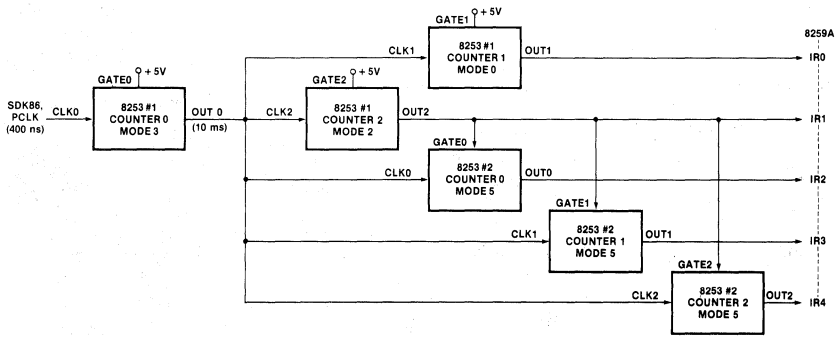 GATE1 +5V
8259A
CLK1
8253 #1
COUNTER 1
MODE 0
OUT1
IR0
GATE0 +5V
GATE2 +5V
SDK86,
PCLK
(400 ns)
CLK0
8253 #1
COUNTER 0
MODE 3
OUT 0
(10 ms)
CLK2
8253 #1
COUNTER 2
MODE 2
OUT2
IR1
GATE0
CLK0
8253 #2
COUNTER 0
MODE 5
OUT0
IR2
GATE1
CLK1
8253 #2
COUNTER 1
MODE 5
OUT1
IR3
GATE2
CLK2
8253 #2
COUNTER 2
MODE 5
OUT2
IR4